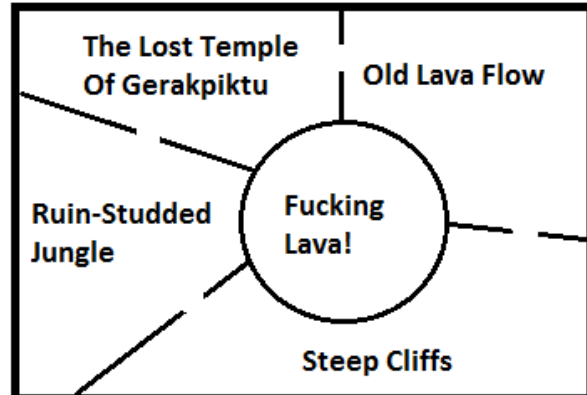 The Lost Temple
Of Gerakpiktu
Old Lava Flow
Ruin-Studded
Jungle
Fucking
Lava!
Steep Cliffs